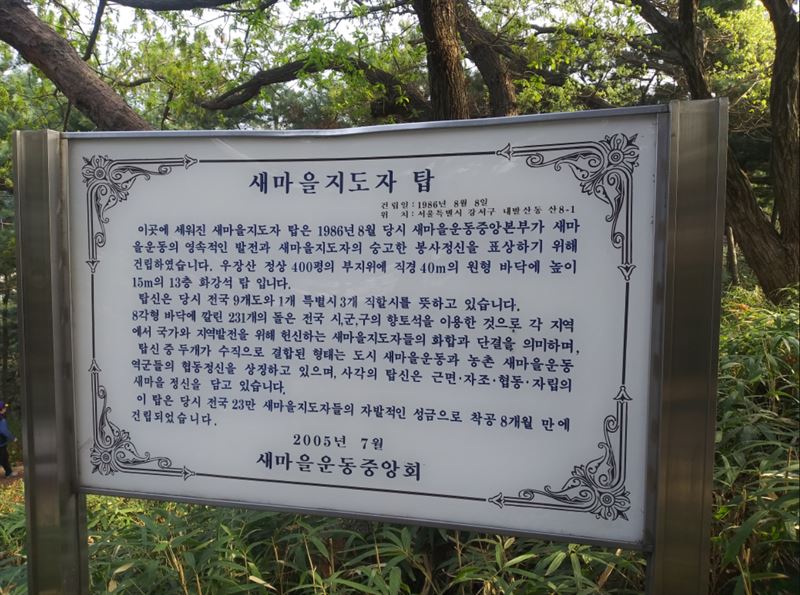 새마을지도자 탑
건립일 : 1986년 8월 8일
위 치 : 서울특별시 강서구 내발산동 산8-1
이곳에 세워진 새마을지도자 탑은 1986년 8월 당시 새마을운동중앙본부가 새마
을운동의 영속적인 발전과 새마을지도자의 숭고한 봉사정신을 표상하기 위해
건립하였습니다. 우장산 정상 400평의 부지위에 직경 40m의 원형 바닥에 높이
15m의 13층 화강석 탑 입니다.
탑신은 당시 전국 9개도와 1개 특별시 3개 직할시를 뜻하고 있습니다.
8각형 바닥에 깔린 231개의 돌은 전국 시,군,구의 향토석을 이용한 것으로 각 지역
에서 국가와 지역발전을 위해 헌신하는 새마을지도자들의 화합과 단결을 의미하며,
탑신 중 두개가 수직으로 결합된 형태는 도시 새마을운동과 농촌 새마을운동
역군들의 협동정신을 상징하고 있으며, 사각의 탑신은 근면·자조·협동·자립의
새마을 정신을 담고 있습니다.
이 탑은 당시 전국 23만 새마을지도자들의 자발적인 성금으로 착공 8개월 만에
건립되었습니다.
2005년 7월
새마을운동중앙회